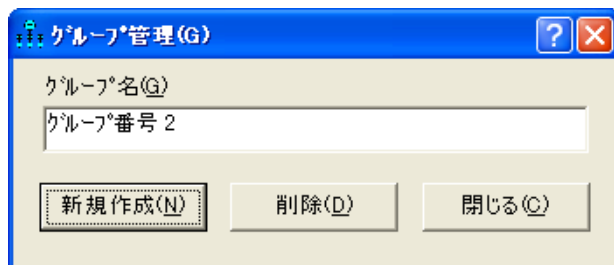 グループ管理(G)
グループ名(G)
グループ番号 2
新規作成(N)
削除(D)
閉じる(C)